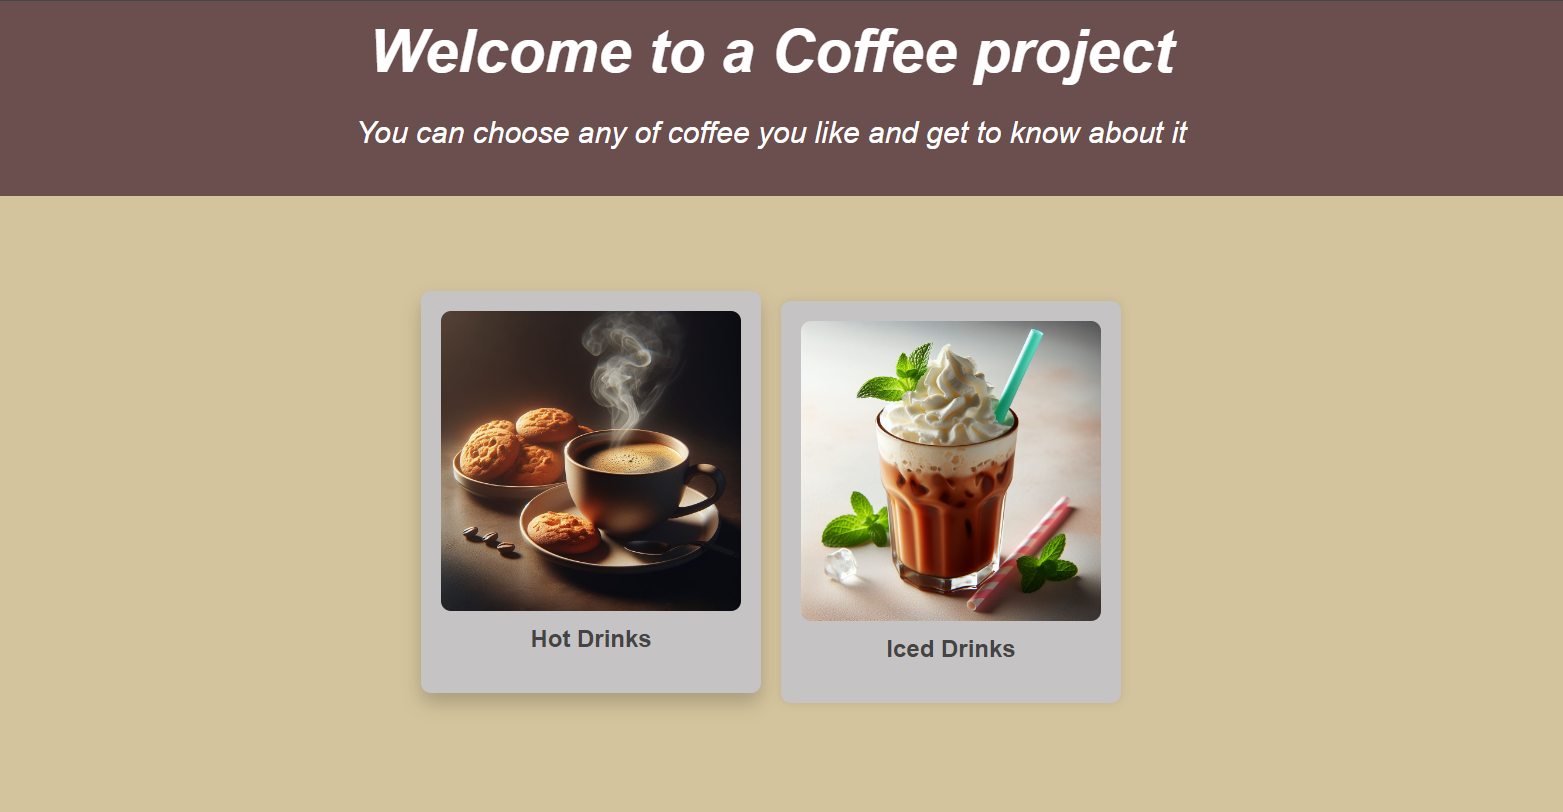 Welcome to a Coffee project
You can choose any of coffee you like and get to know about it
Hot Drinks
Iced Drinks